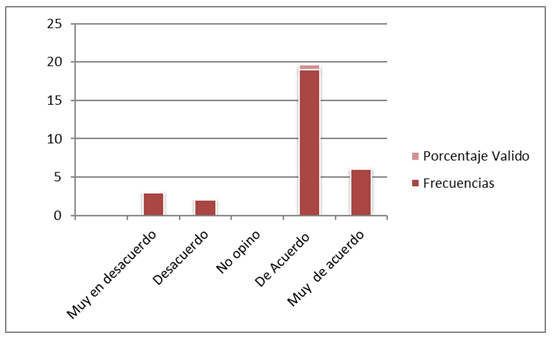 25
20
15
10
5
0
Muy en desacuerdo
Desacuerdo
No opino
De Acuerdo
Muy de acuerdo
Porcentaje Valido
Frecuencias